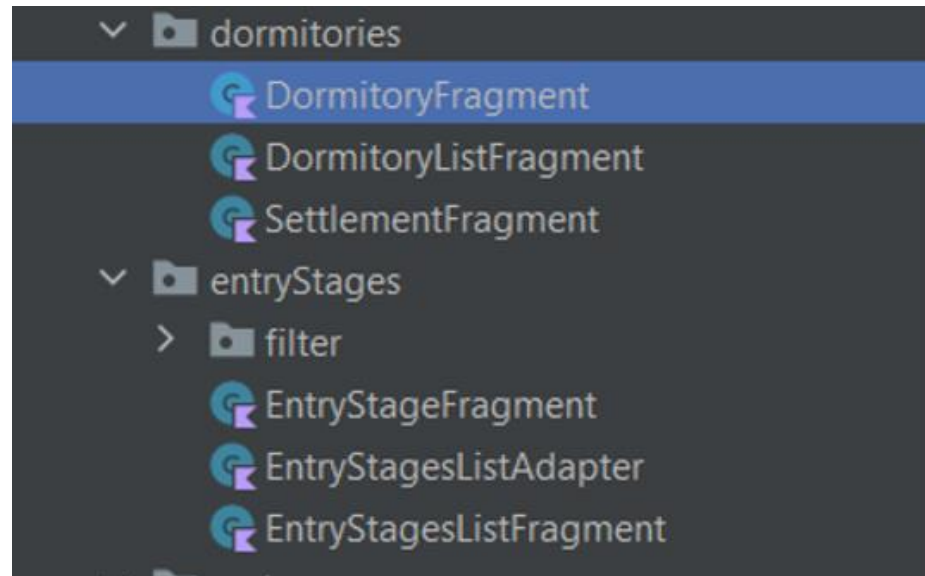 dormitories
DormitoryFragment
DormitoryListFragment
SettlementFragment
entryStages
filter
EntryStageFragment
EntryStagesListAdapter
EntryStagesListFragment